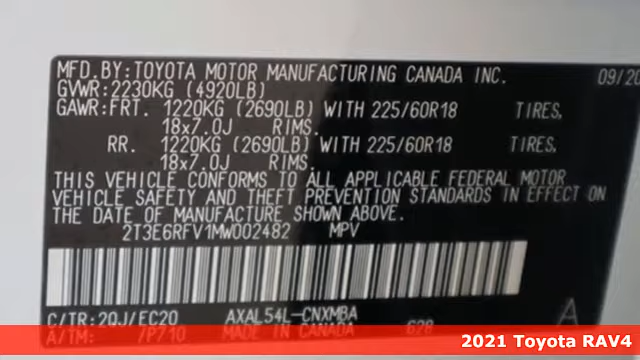 MFD.BY:TOYOTA MOTOR MANUFACTURING CANADA INC. 09/20
GVWR:2230KG (4920LB)
GAWR:FRT. 1220KG (2690LB) WITH 225/60R18 TIRES,
18x7.0J RIMS.
RR. 1220KG (2690LB) WITH 225/60R18 TIRES,
18x7.0J RIMS.
THIS VEHICLE CONFORMS TO ALL APPLICABLE FEDERAL MOTOR
VEHICLE SAFETY AND THEFT PREVENTION STANDARDS IN EFFECT ON
THE DATE OF MANUFACTURE SHOWN ABOVE.
2T3E6RFV1MW002482 MPV
C/TR:20J/EC20 AXAL54L-CNXMBA A
A/TM: /P710 MADE IN CANADA 628
2021 Toyota RAV4